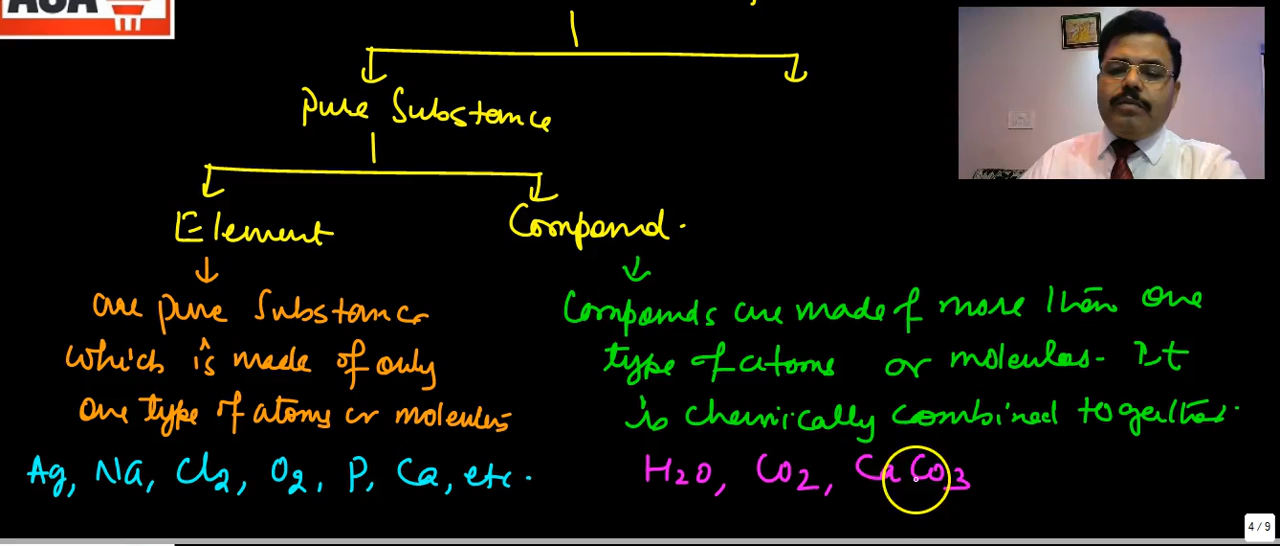 Pure Substance
Element Compound.
are pure Substance
which is made of only
one type of atoms or molecules
Ag, Na, Cl2, O2, P, Ca, etc.
Compounds are made of more than one
type of atoms or molecules. It
is chemically combined together.
H2O, CO2, CaCO3
4 / 9